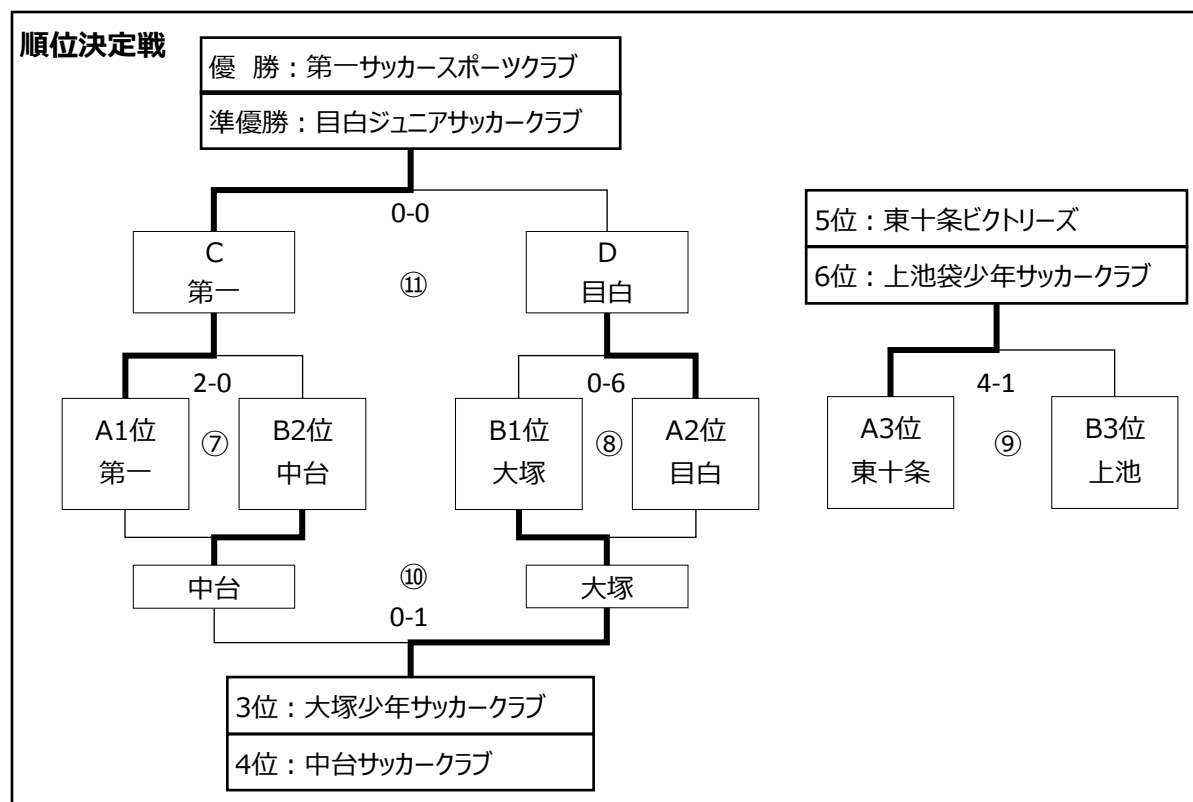 順位決定戦
優 勝：第一サッカースポーツクラブ
準優勝：目白ジュニアサッカークラブ
0-0
C
第一
⑪
D
目白
2-0
0-6
A1位
第一
⑦
B2位
中台
B1位
大塚
⑧
A2位
目白
中台
⑩
大塚
0-1
3位：大塚少年サッカークラブ
4位：中台サッカークラブ
5位：東十条ビクトリーズ
6位：上池袋少年サッカークラブ
4-1
A3位
東十条
⑨
B3位
上池